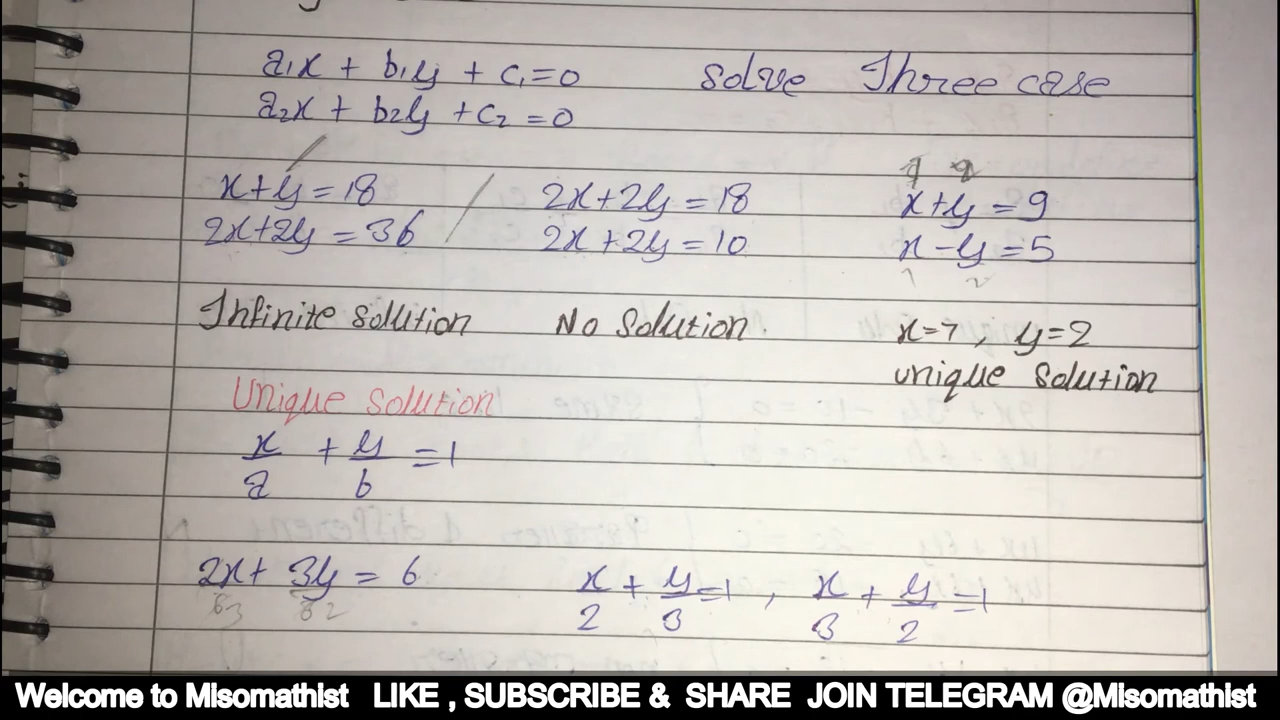 a₁x + b₁y + c₁ = 0 solve Three case
a₂x + b₂y + c₂ = 0
x+y = 18 2x+2y = 18 x+y = 9
2x+2y = 36 2x+2y = 10 x-y = 5
7 2
Infinite solution No Solution x=7, y=2
unique solution
Unique Solution
x/a + y/b = 1
2x + 3y = 6 x/2 + y/3 = 1 , x/3 + y/2 = 1
Welcome to Misomathist LIKE , SUBSCRIBE & SHARE JOIN TELEGRAM @Misomathist